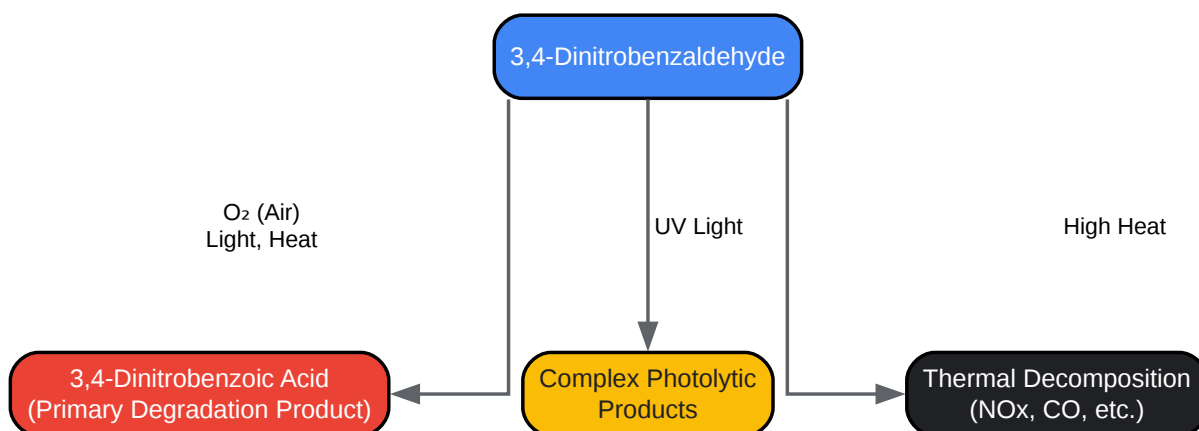 3,4-Dinitrobenzaldehyde
O₂ (Air)
Light, Heat
UV Light
High Heat
3,4-Dinitrobenzoic Acid
(Primary Degradation Product)
Complex Photolytic
Products
Thermal Decomposition
(NOx, CO, etc.)